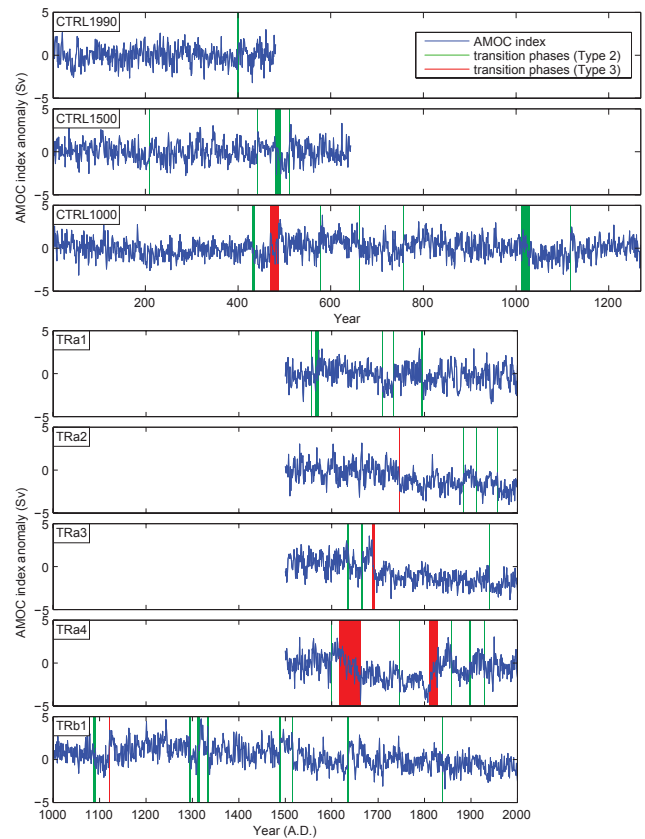 CTRL1990
AMOC index
transition phases (Type 2)
transition phases (Type 3)
5
0
−5
AMOC index anomaly (Sv)
CTRL1500
5
0
−5
CTRL1000
5
0
−5
200 400 600 800 1000 1200
Year
TRa1
5
0
−5
TRa2
5
0
−5
AMOC index anomaly (Sv)
TRa3
5
0
−5
TRa4
5
0
−5
TRb1
5
0
−5
1000 1100 1200 1300 1400 1500 1600 1700 1800 1900 2000
Year (A.D.)